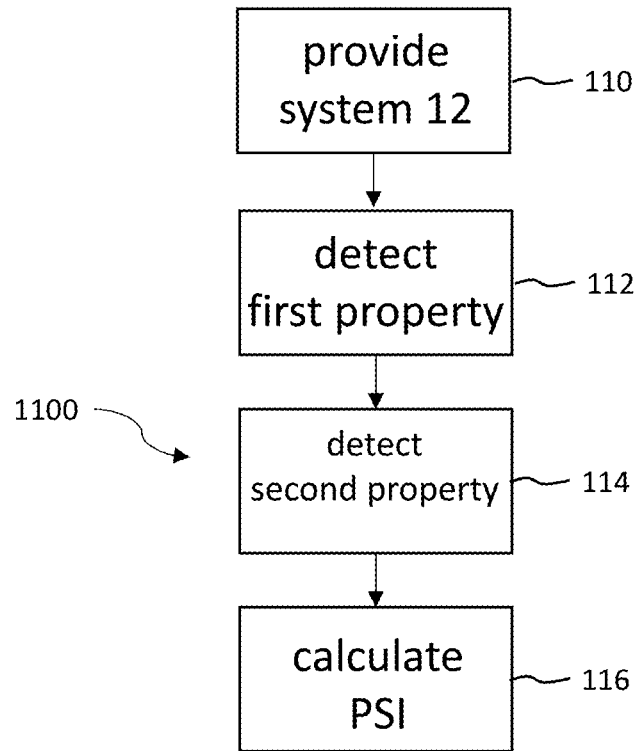 provide
system 12
110
detect
first property
112
1100
detect
second property
114
calculate
PSI
116